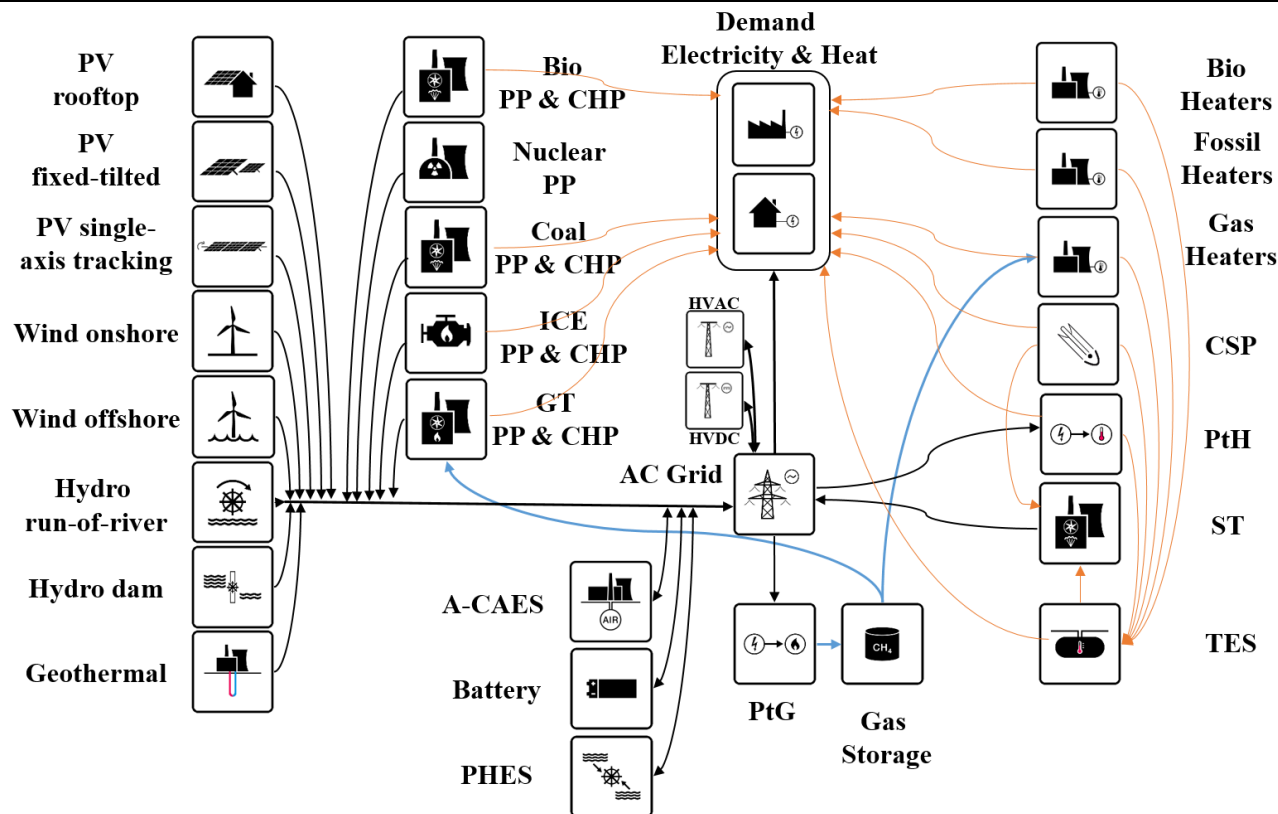 PV
rooftop
PV
fixed-tilted
PV single-
axis tracking
Wind onshore
Wind offshore
Hydro
run-of-river
Hydro dam
Geothermal
Bio
PP & CHP
Nuclear
PP
Coal
PP & CHP
ICE
PP & CHP
GT
PP & CHP
Demand
Electricity & Heat
HVAC
HVDC
AC Grid
A-CAES
AIR
Battery
PHES
PtG
CH4
Gas
Storage
Bio
Heaters
Fossil
Heaters
Gas
Heaters
CSP
PtH
ST
TES